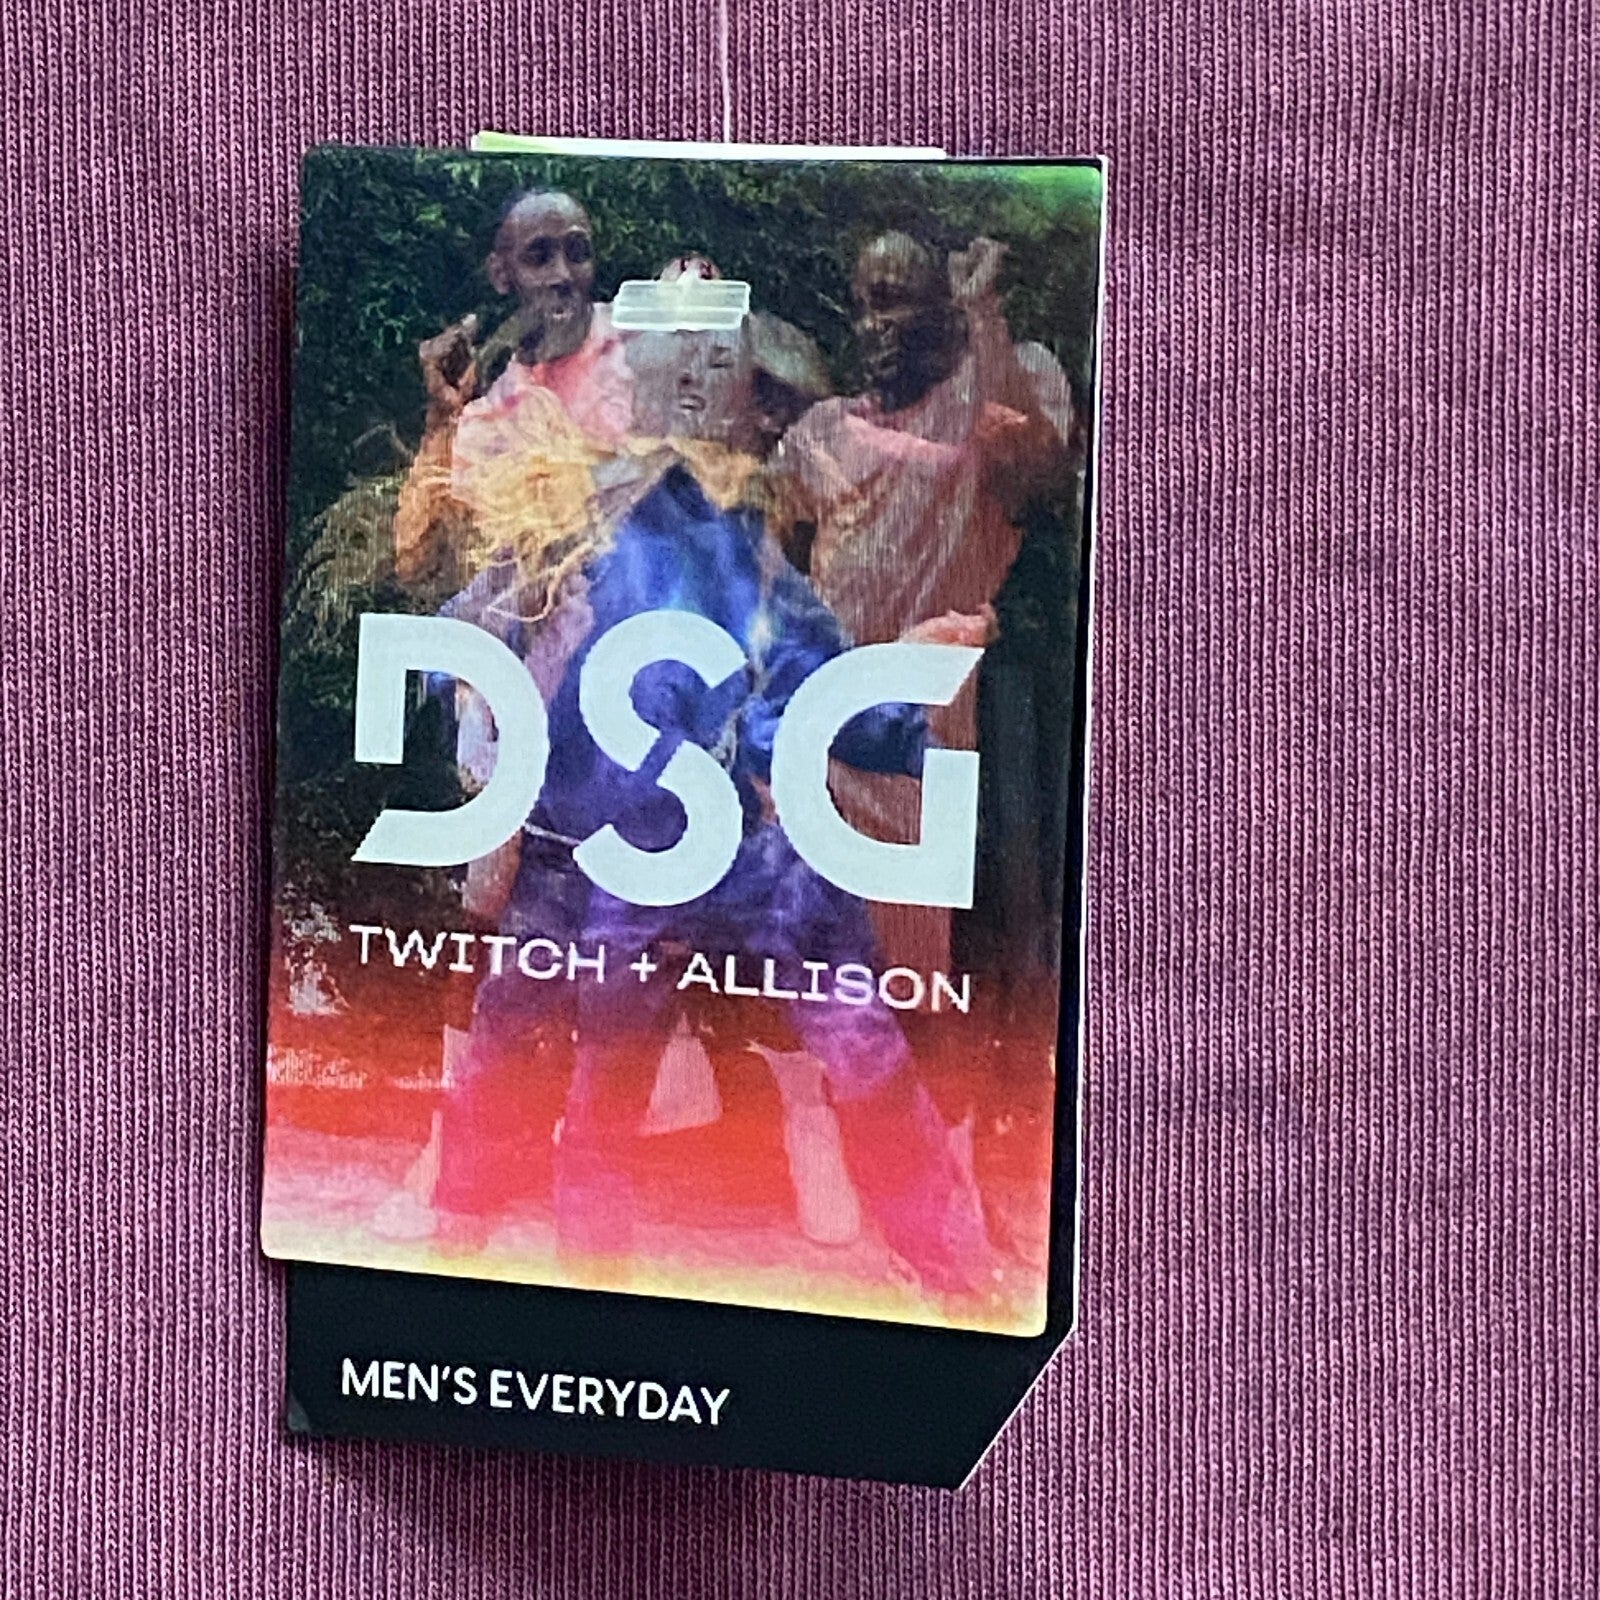 DSG
TWITCH + ALLISON
MEN'S EVERYDAY